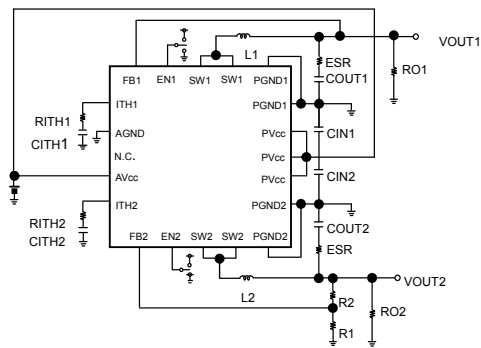 VOUT1
L1
ESR
COUT1
RO1
FB1
EN1
SW1
SW1
PGND1
ITH1
PGND1
RITH1
CITH1
AGND
PVcc
CIN1
N.C.
PVcc
AVcc
PVcc
CIN2
ITH2
PGND2
RITH2
CITH2
COUT2
FB2
EN2
SW2
SW2
PGND2
ESR
VOUT2
L2
R2
RO2
R1